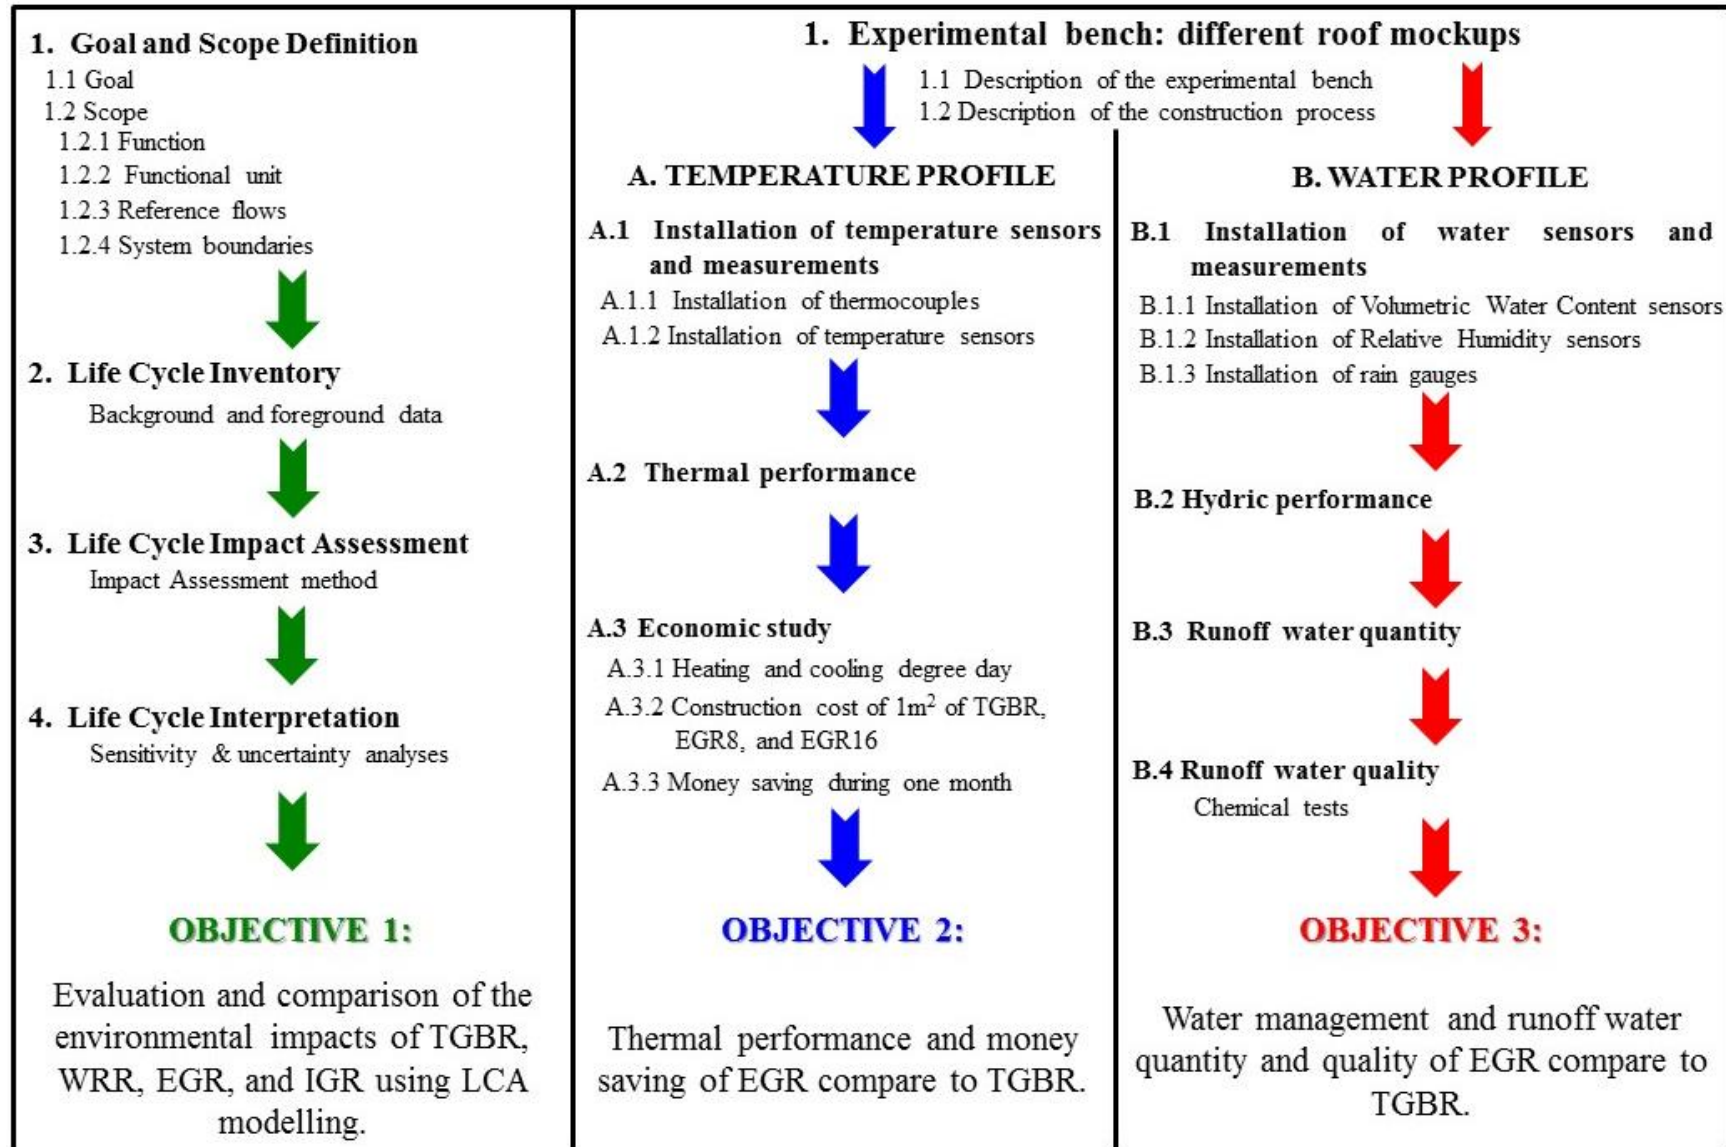 1. Goal and Scope Definition
1.1 Goal
1.2 Scope
1.2.1 Function
1.2.2 Functional unit
1.2.3 Reference flows
1.2.4 System boundaries
2. Life Cycle Inventory
Background and foreground data
3. Life Cycle Impact Assessment
Impact Assessment method
4. Life Cycle Interpretation
Sensitivity & uncertainty analyses
OBJECTIVE 1:
Evaluation and comparison of the
environmental impacts of TGBR,
WRR, EGR, and IGR using LCA
modelling.
1. Experimental bench: different roof mockups
1.1 Description of the experimental bench
1.2 Description of the construction process
A. TEMPERATURE PROFILE
A.1 Installation of temperature sensors
and measurements
A.1.1 Installation of thermocouples
A.1.2 Installation of temperature sensors
A.2 Thermal performance
A.3 Economic study
A.3.1 Heating and cooling degree day
A.3.2 Construction cost of 1m² of TGBR,
EGR8, and EGR16
A.3.3 Money saving during one month
OBJECTIVE 2:
Thermal performance and money
saving of EGR compare to TGBR.
B. WATER PROFILE
B.1 Installation of water sensors and
measurements
B.1.1 Installation of Volumetric Water Content sensors
B.1.2 Installation of Relative Humidity sensors
B.1.3 Installation of rain gauges
B.2 Hydric performance
B.3 Runoff water quantity
B.4 Runoff water quality
Chemical tests
OBJECTIVE 3:
Water management and runoff water
quantity and quality of EGR compare to
TGBR.